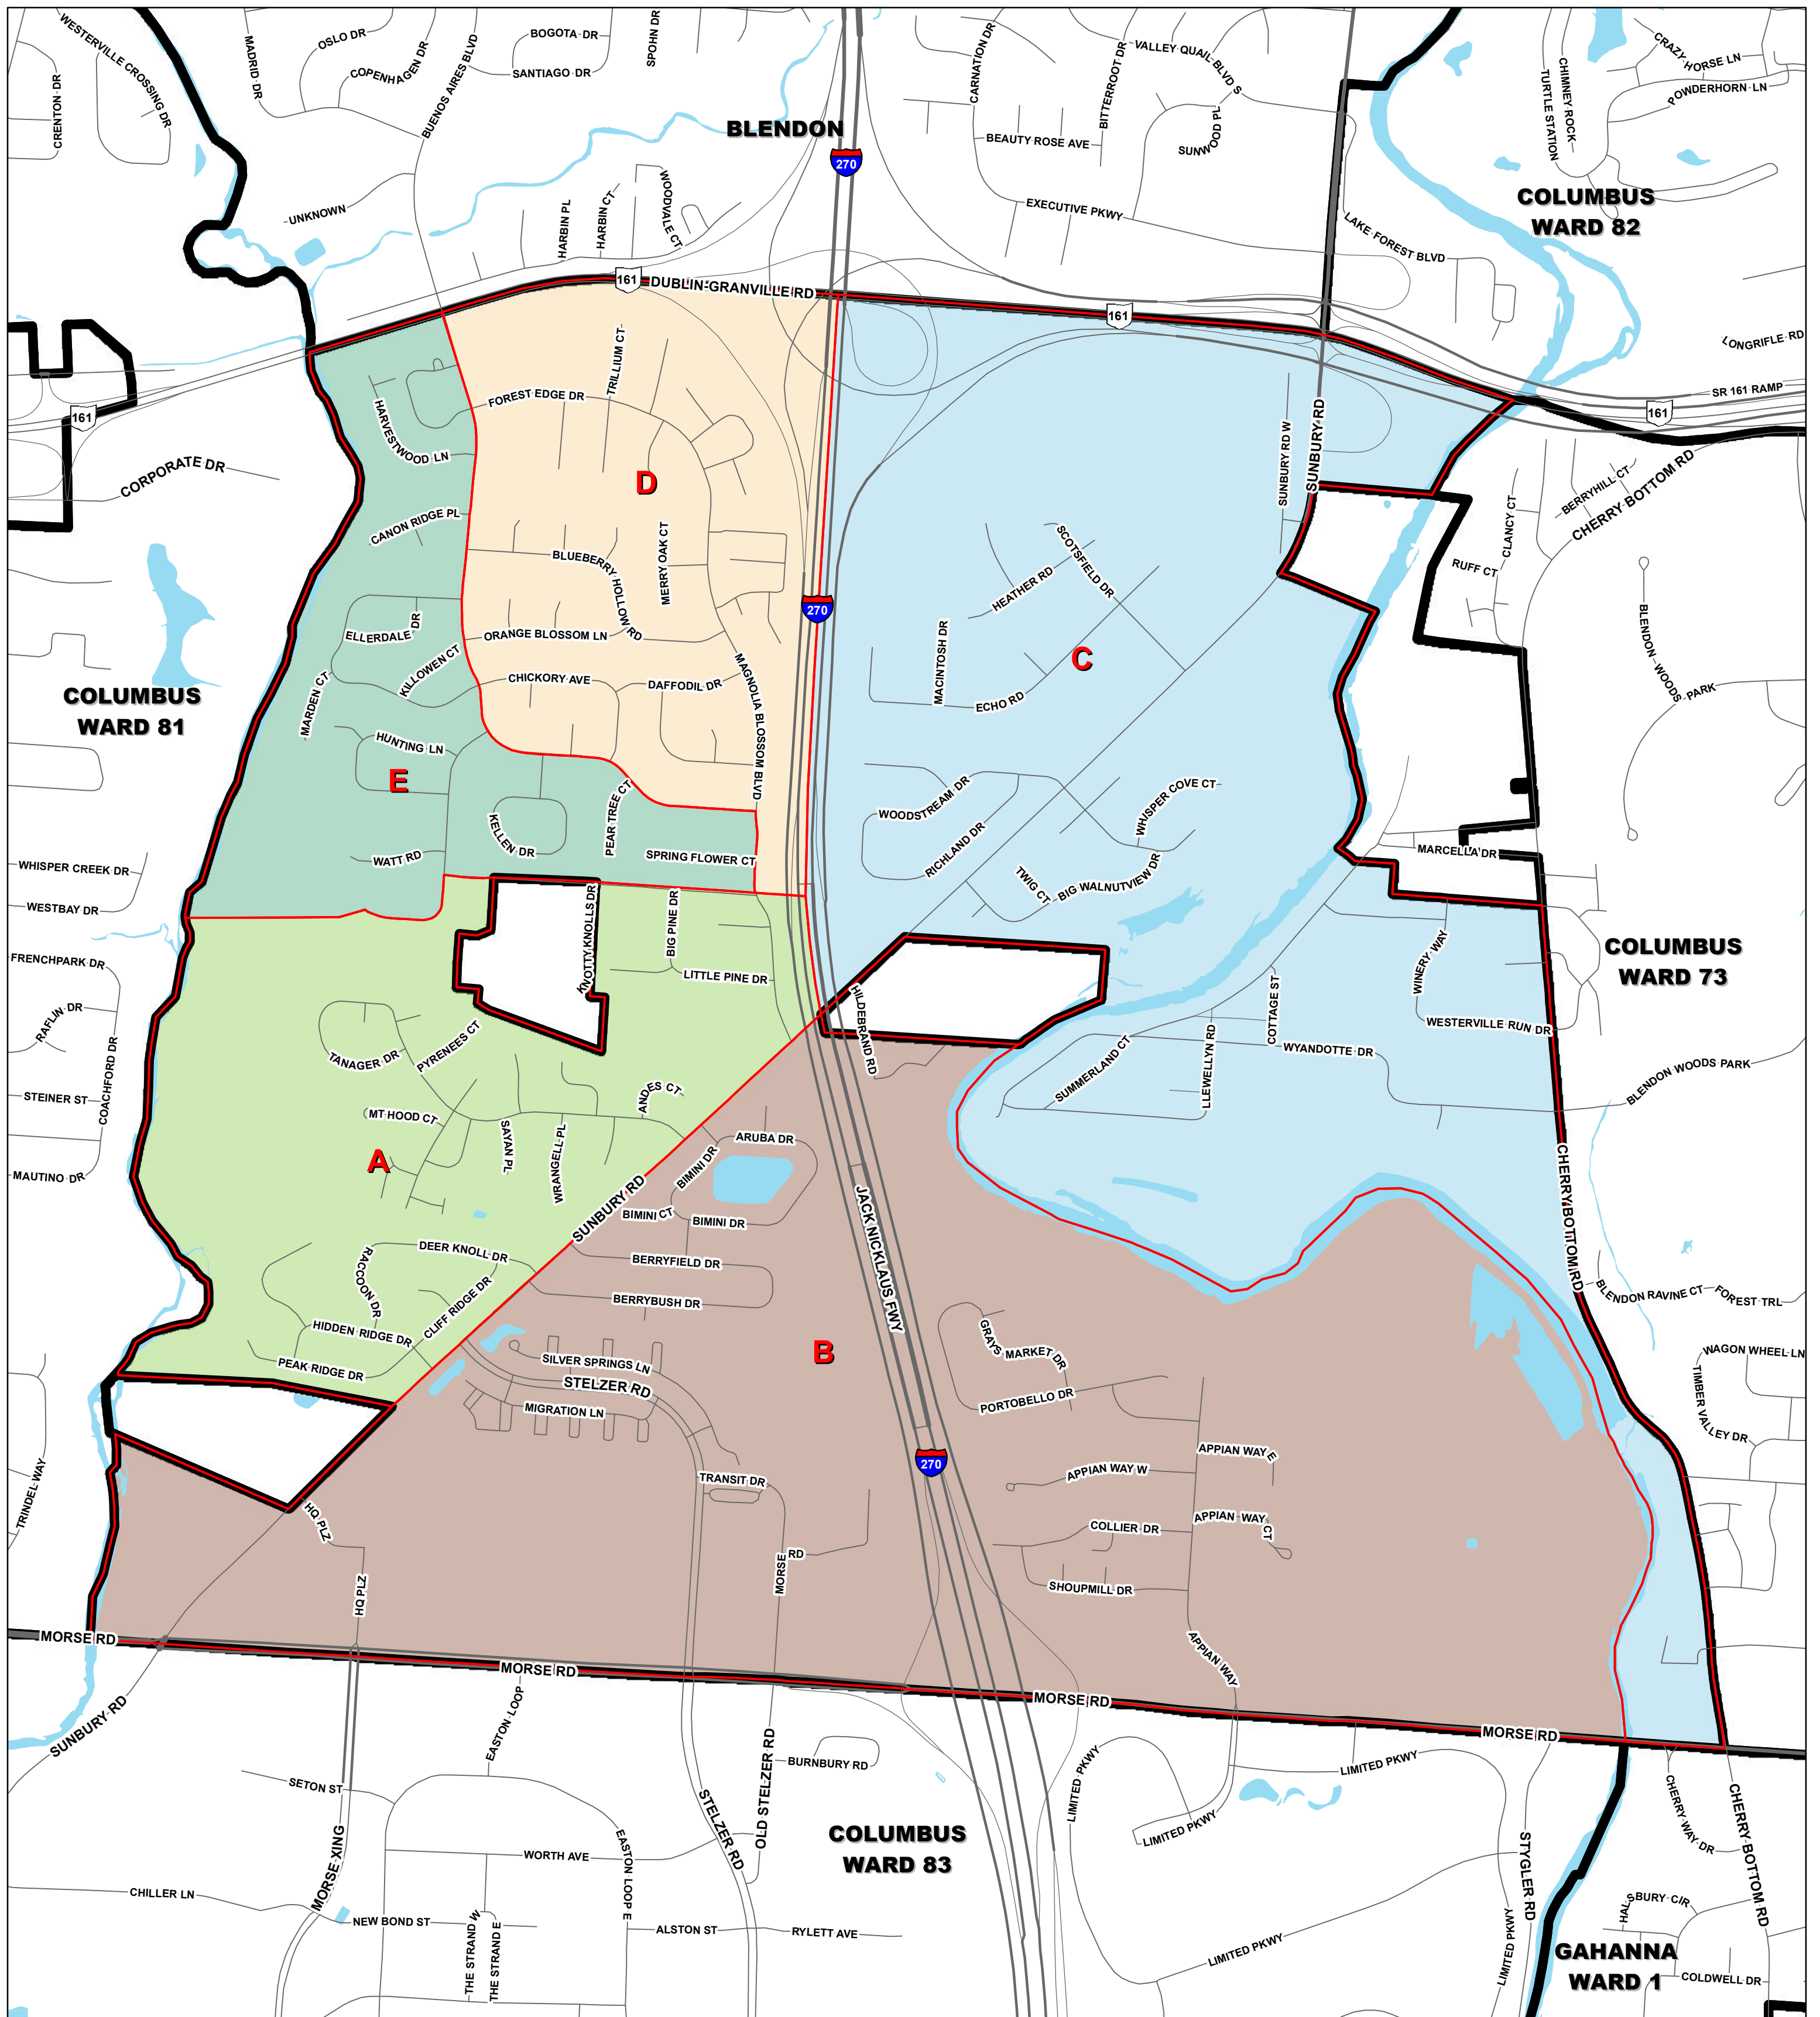 WESTERVILLE CROSSING DR
CRENTON DR
MADRID DR
OSLO DR
COPENHAGEN DR
BUENOS AIRES BLVD
BOGOTA DR
SANTIAGO DR
SPOHN DR
CARNATION DR
BITTERROOT DR
VALLEY QUAIL BLVD S
BEAUTY ROSE AVE
SUNWOOD PL
TURTLE STATION
CHIMNEY ROCK
CRAZY HORSE LN
POWDERHORN LN
BLENDON
270
COLUMBUS
WARD 82
UNKNOWN
HARBIN PL
HARBIN CT
WOODVALE CT
EXECUTIVE PKWY
LAKE FOREST BLVD
161
DUBLIN-GRANVILLE RD
161
LONGRIFLE RD
SR 161 RAMP
161
161
CORPORATE DR
HARVESTWOOD LN
FOREST EDGE DR
TRILLIUM CT
D
CANON RIDGE PL
BLUEBERRY HOLLOW RD
MERRY OAK CT
SUNBURY RD W
SUNBURY RD
CLANCY CT
BERRYHILL CT
CHERRY BOTTOM RD
RUFF CT
SCOTSFIELD DR
HEATHER RD
270
ELLERDALE DR
ORANGE BLOSSOM LN
KILLOWEN CT
CHICKORY AVE
DAFFODIL DR
MAGNOLIA BLOSSOM BLVD
MACINTOSH DR
ECHO RD
C
BLENDON WOODS PARK
COLUMBUS
WARD 81
MARDEN CT
HUNTING LN
E
KELLEN DR
PEAR TREE CT
WATT RD
SPRING FLOWER CT
WOODSTREAM DR
RICHLAND DR
WHISPER COVE CT
TWIG CT
BIG WALNUTVIEW DR
MARCELLA DR
WHISPER CREEK DR
WESTBAY DR
FRENCHPARK DR
RAFLIN DR
COACHFORD DR
STEINER ST
MAUTINO DR
KNOTTY KNOLLS DR
BIG PINE DR
LITTLE PINE DR
HILDEBRAND RD
COTTAGE ST
WINERY WAY
WESTERVILLE RUN DR
COLUMBUS
WARD 73
TANAGER DR
PYRENEES CT
MT HOOD CT
SAYAN PL
WRANGELL PL
ANDES CT
A
SUMMERLAND CT
LLEWELLYN RD
WYANDOTTE DR
BLENDON WOODS PARK
ARUBA DR
BIMINI DR
BIMINI CT
BIMINI DR
SUNBURY RD
JACK NICKLAUS FWY
CHERRY BOTTOM RD
DEER KNOLL DR
RACCOON DR
CLIFF RIDGE DR
HIDDEN RIDGE DR
PEAK RIDGE DR
BERRYFIELD DR
BERRYBUSH DR
BLENDON RAVINE CT
FOREST TRL
B
SILVER SPRINGS LN
STELZER RD
MIGRATION LN
GRAYS MARKET DR
PORTOBELLO DR
WAGON WHEEL LN
TIMBER VALLEY DR
TRINDEL WAY
HQ PLZ
HQ PLZ
TRANSIT DR
MORSE RD
270
APPIAN WAY W
APPIAN WAY E
APPIAN WAY CT
COLLIER DR
SHOUPMILL DR
APPIAN WAY
MORSE RD
MORSE RD
MORSE RD
MORSE RD
SUNBURY RD
EASTON LOOP
SETON ST
STELZER RD
OLD STELZER RD
BURNBURY RD
LIMITED PKWY
LIMITED PKWY
LIMITED PKWY
CHERRY WAY DR
CHERRY BOTTOM RD
MORSE XING
WORTH AVE
EASTON LOOP E
COLUMBUS
WARD 83
STYGLER RD
CHILLER LN
NEW BOND ST
THE STRAND W
THE STRAND E
ALSTON ST
RYLETT AVE
LIMITED PKWY
LIMITED PKWY
HALSBURY CIR
GAHANNA
WARD 1
COLDWELL DR